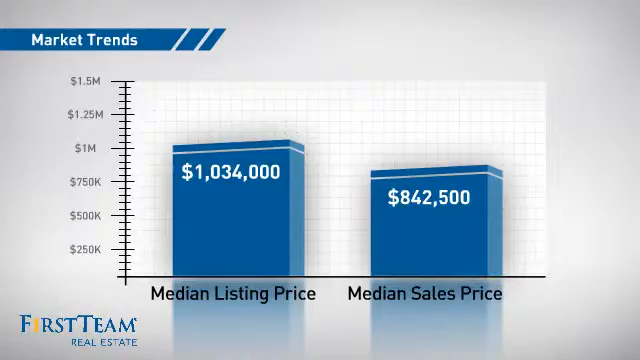 Market Trends
$1.5M
$1.25M
$1M
$750K
$500K
$250K
$1,034,000
$842,500
Median Listing Price
Median Sales Price
FIRSTTEAM®
REAL ESTATE